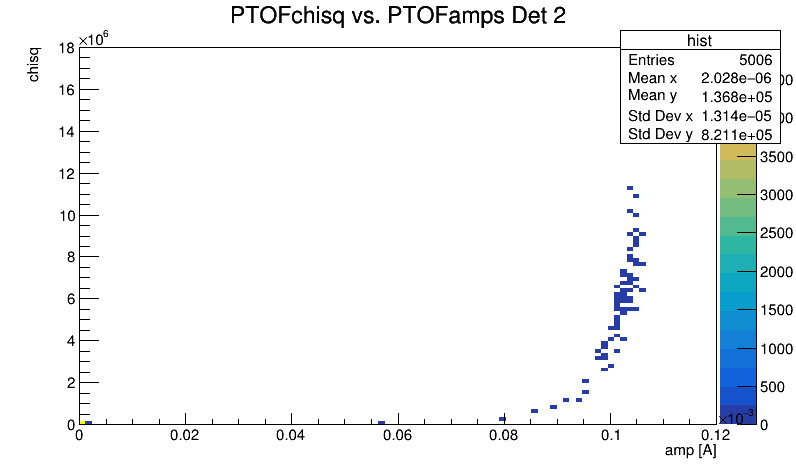 PTOFchisq vs. PTOFamps Det 2
chisq
×10⁶
18
16
14
12
10
8
6
4
2
0
0 0.02 0.04 0.06 0.08 0.1 0.12
×10⁻³
amp [A]
hist
Entries 5006
Mean x 2.028e−06
Mean y 1.368e+05
Std Dev x 1.314e−05
Std Dev y 8.211e+05
3500
3000
2500
2000
1500
1000
500
0